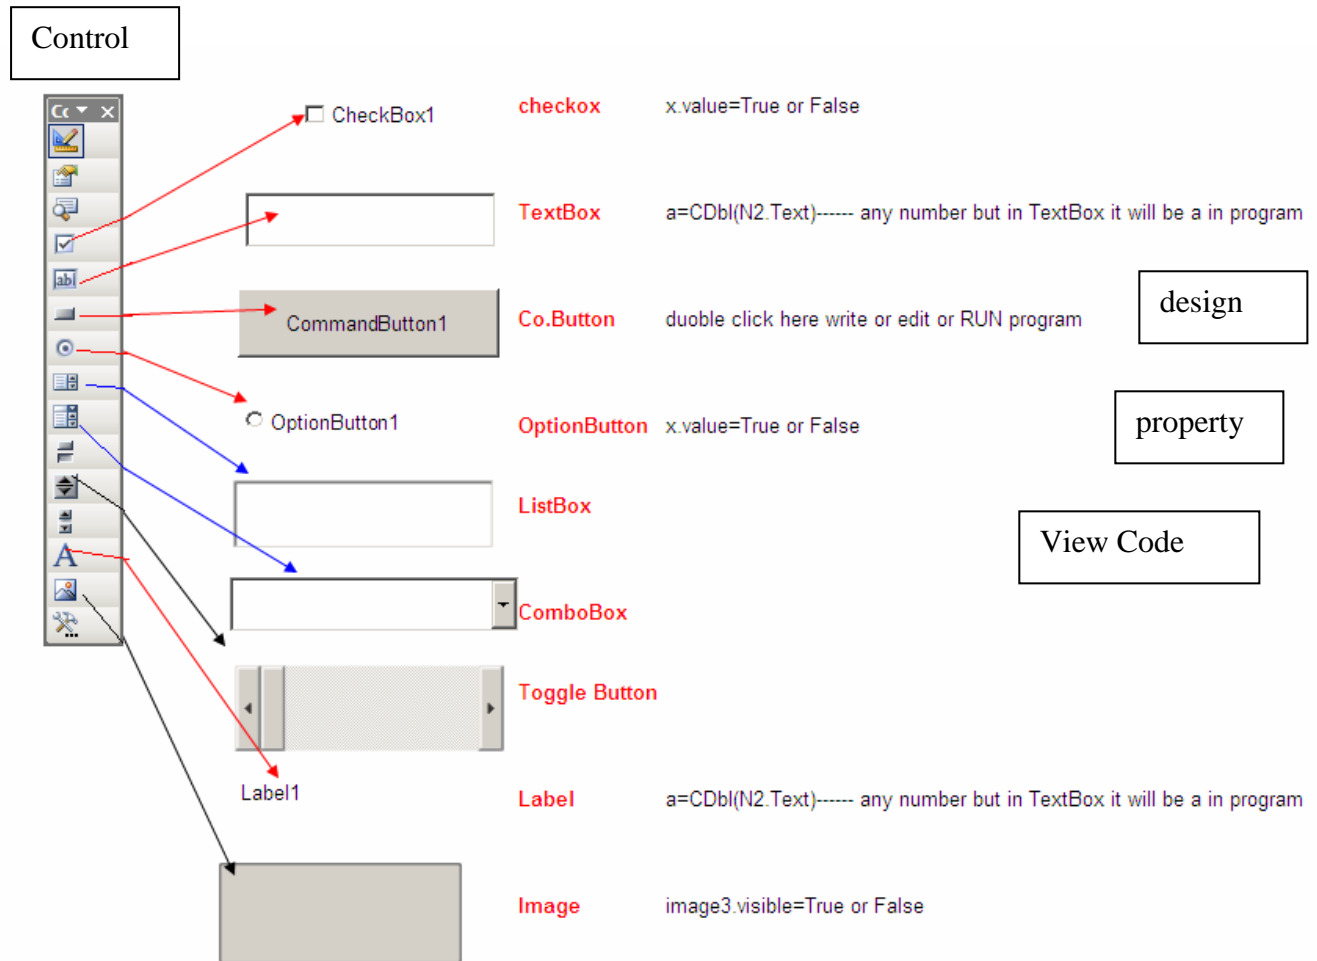 Control
Cc
CheckBox1
checkox
x.value=True or False
ab
TextBox
a=CDbl(N2.Text)------ any number but in TextBox it will be a in program
design
CommandButton1
Co.Button
duoble click here write or edit or RUN program
property
OptionButton1
OptionButton
x.value=True or False
ListBox
View Code
A
ComboBox
Toggle Button
Label1
Label
a=CDbl(N2.Text)------ any number but in TextBox it will be a in program
Image
image3.visible=True or False